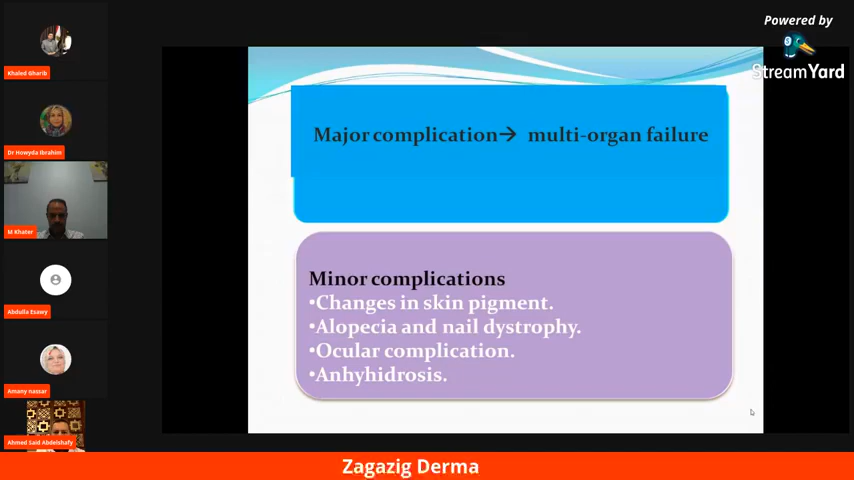 Powered by
StreamYard
Khaled Gharib
Dr Howyda Ibrahim
M Khater
Abdulla Esawy
Amany nassar
Ahmed Said Abdelshafy
Major complication→ multi-organ failure
Minor complications
•Changes in skin pigment.
•Alopecia and nail dystrophy.
•Ocular complication.
•Anhyhidrosis.
Zagazig Derma